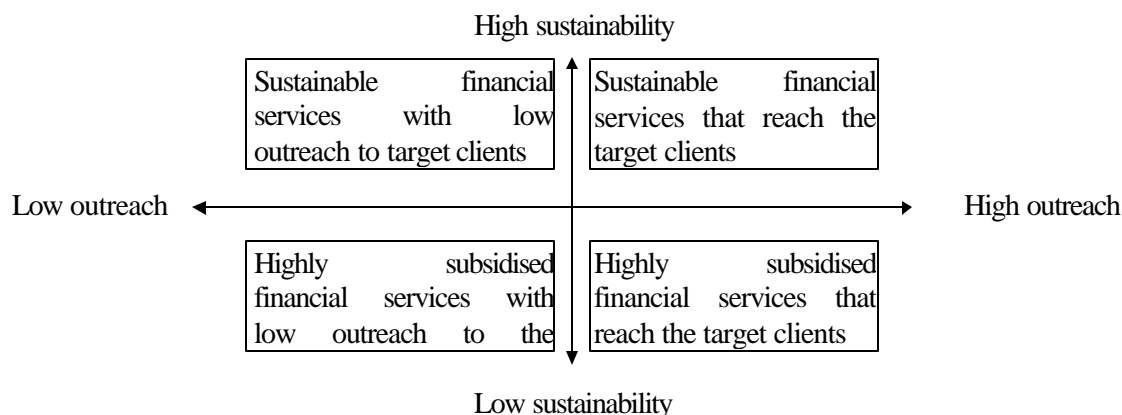 High sustainability
Sustainable financial
services with low
outreach to target clients
Sustainable financial
services that reach the
target clients
Low outreach
High outreach
Highly subsidised
financial services with
low outreach to the
Highly subsidised
financial services that
reach the target clients
Low sustainability